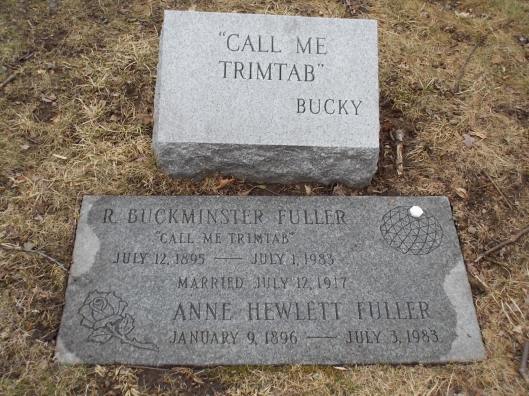 "CALL ME
TRIMTAB"
BUCKY
R. BUCKMINSTER FULLER
"CALL ME TRIMTAB"
JULY 12, 1895 — JULY 1, 1983
MARRIED JULY 12, 1917
ANNE HEWLETT FULLER
JANUARY 9, 1896 — JULY 3, 1983